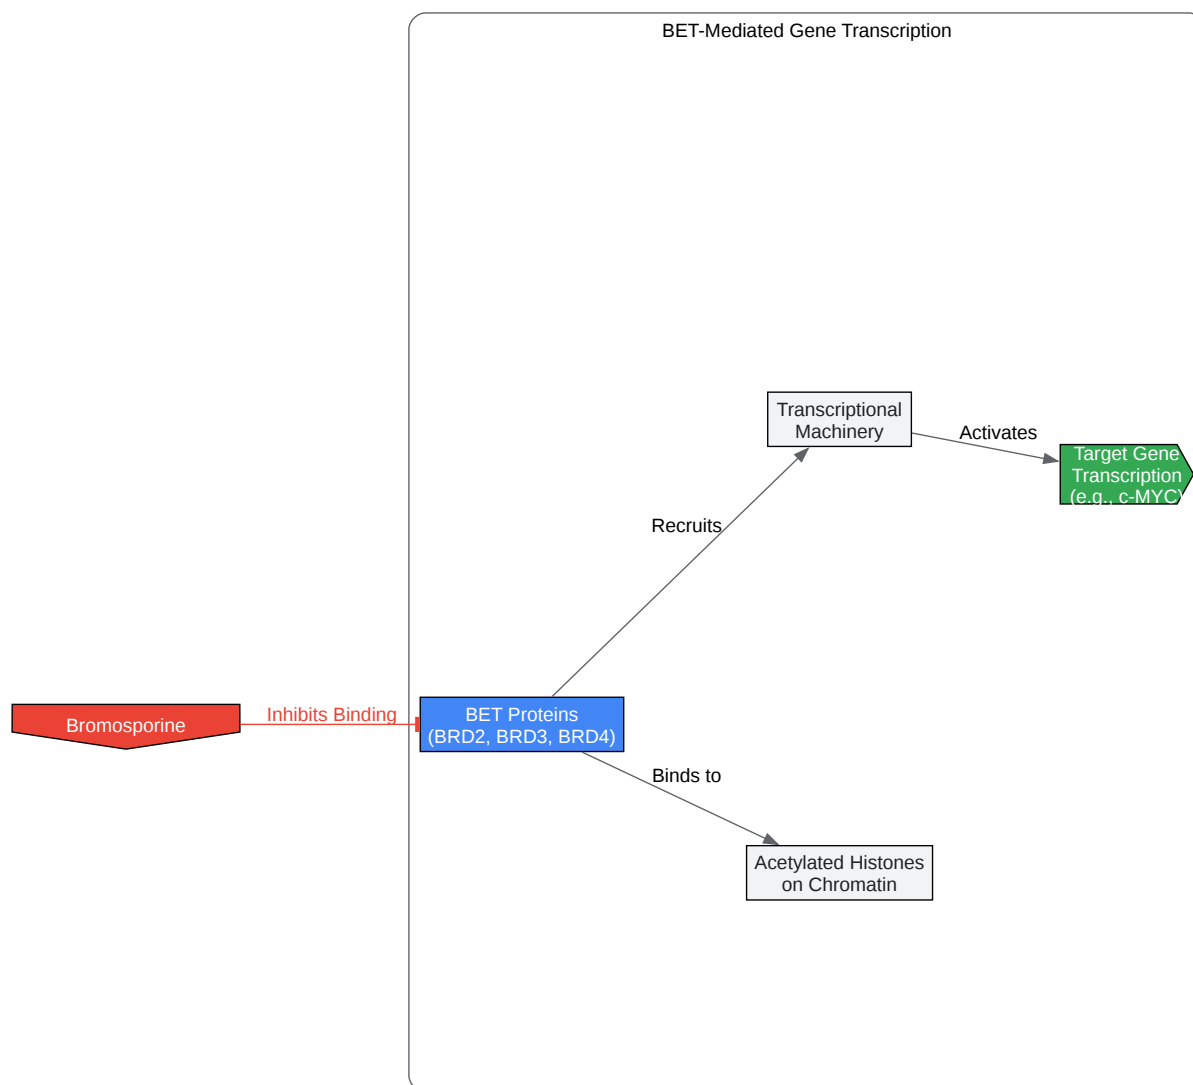 BET-Mediated Gene Transcription
Transcriptional
Machinery
Activates
Target Gene
Transcription
(e.g., c-MYC)
Recruits
Bromosporine
Inhibits Binding
BET Proteins
(BRD2, BRD3, BRD4)
Binds to
Acetylated Histones
on Chromatin